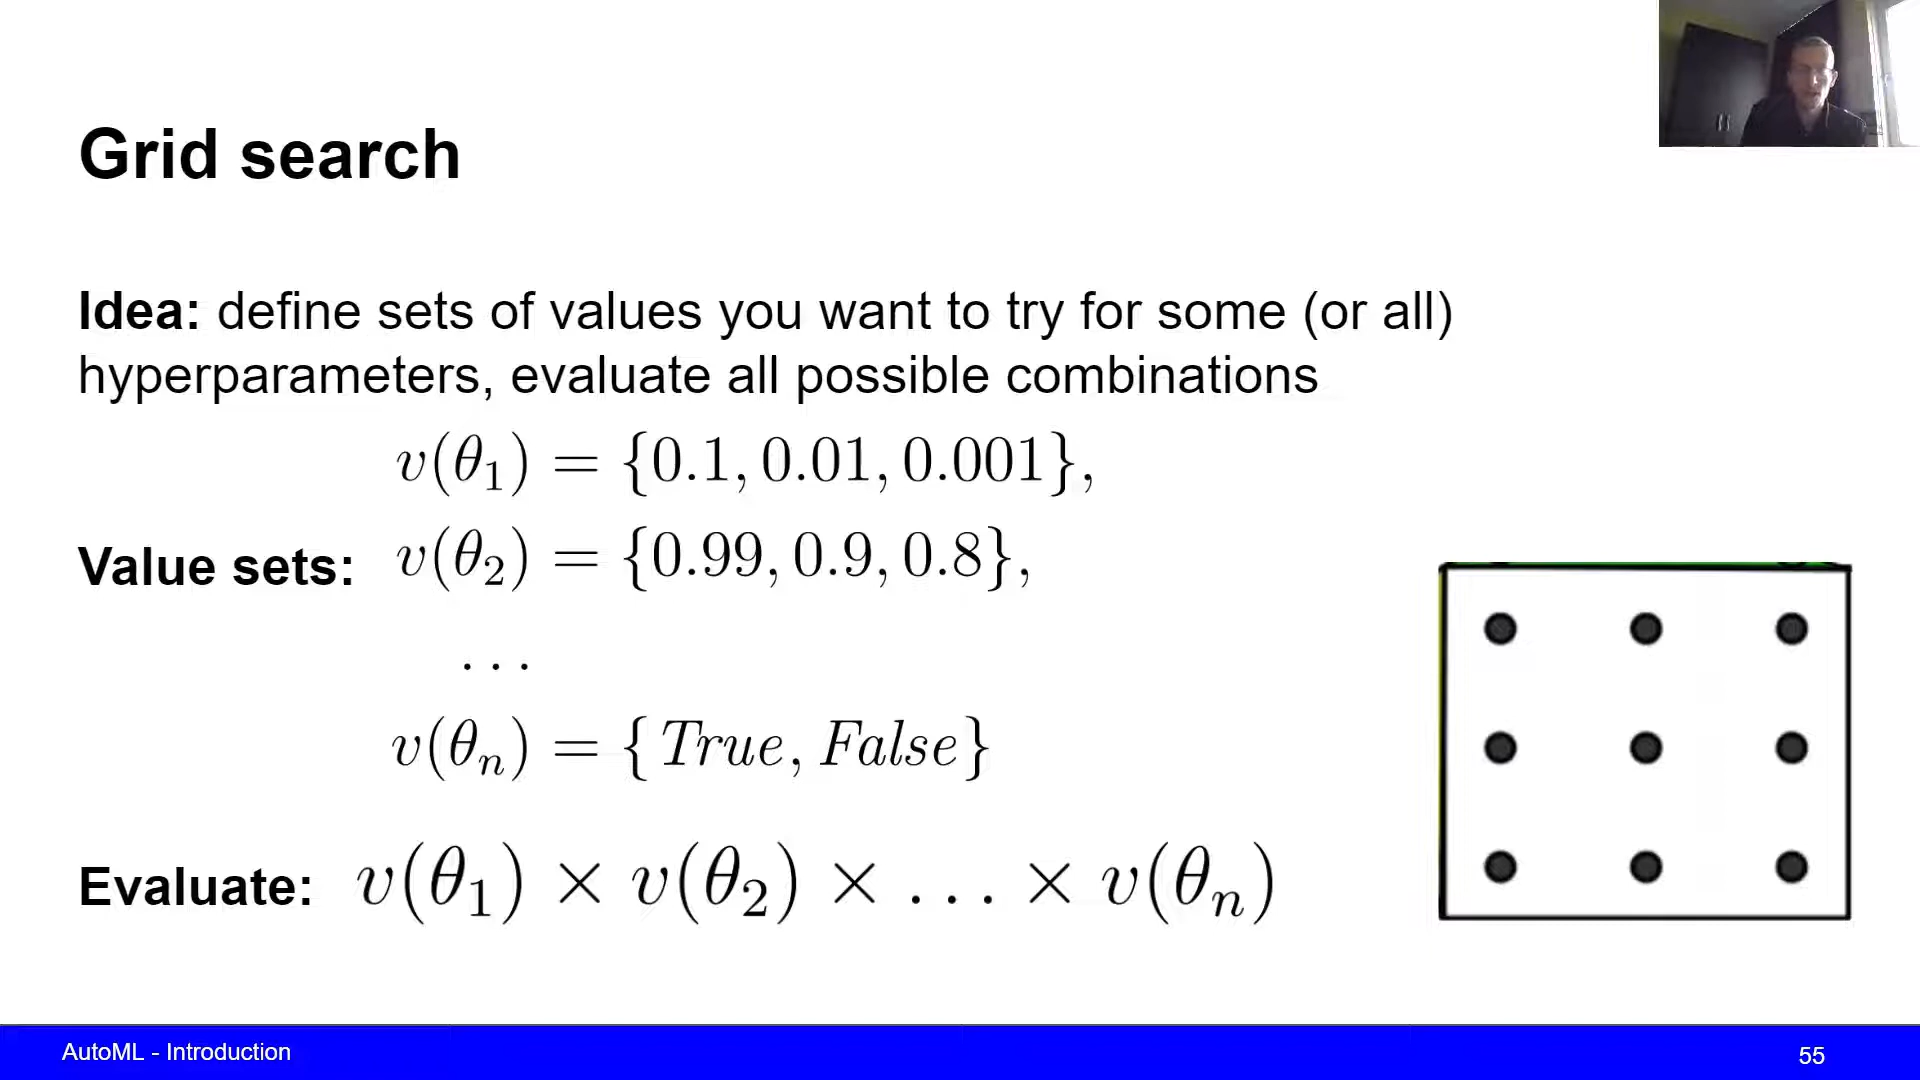 Grid search
Idea: define sets of values you want to try for some (or all)
hyperparameters, evaluate all possible combinations
v(θ₁) = {0.1, 0.01, 0.001},
Value sets: v(θ₂) = {0.99, 0.9, 0.8},
...
v(θₙ) = {True, False}
Evaluate: v(θ₁) × v(θ₂) × ... × v(θₙ)
AutoML - Introduction
55